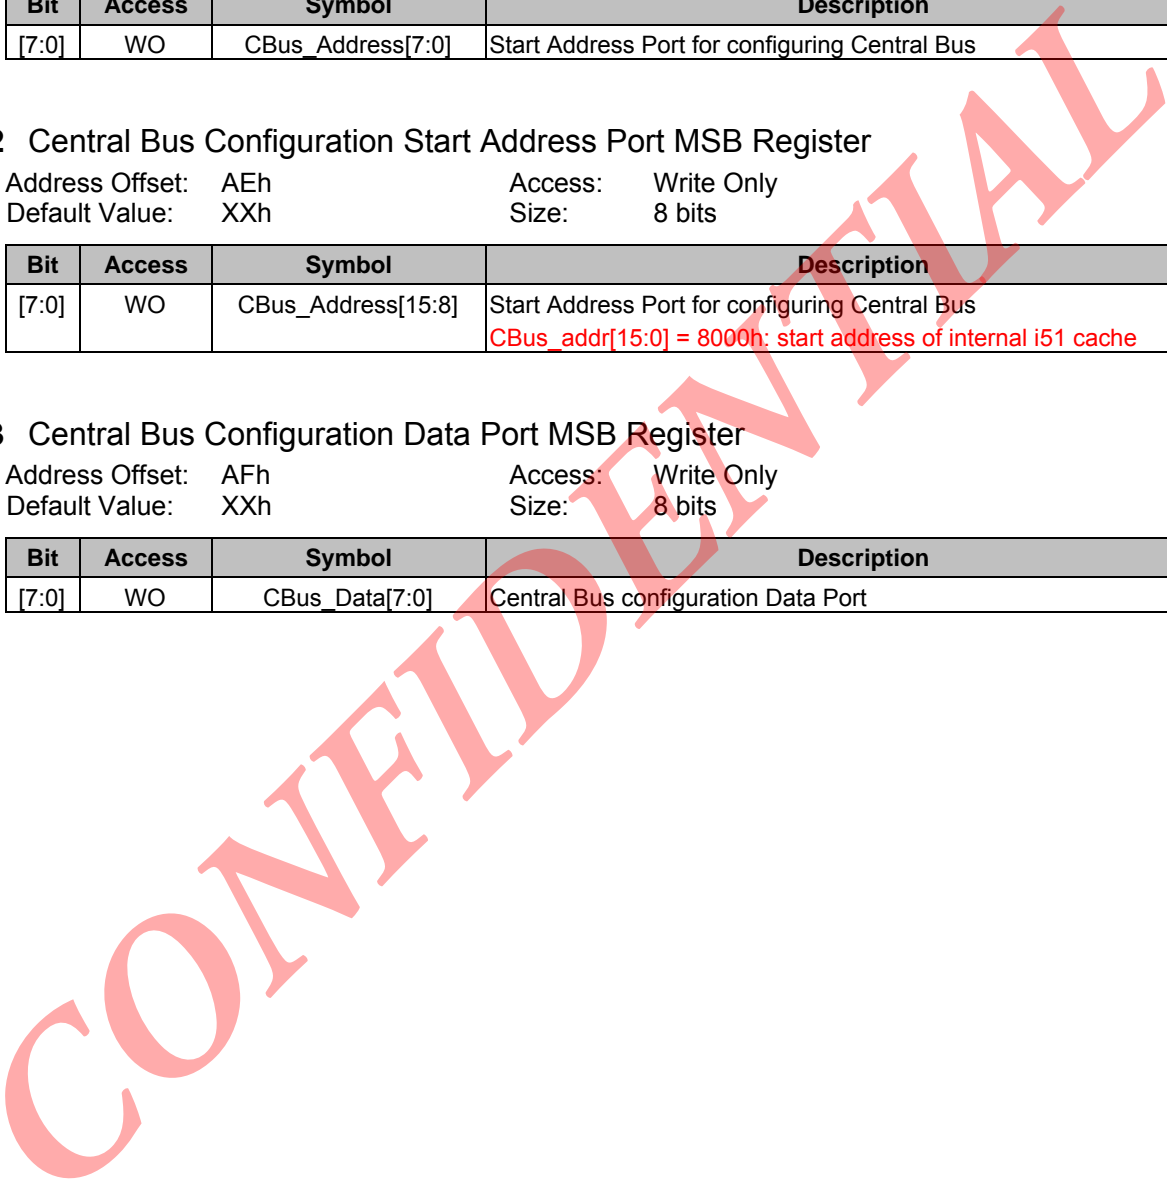 Bit Access Symbol Description
[7:0] WO CBus_Address[7:0] Start Address Port for configuring Central Bus
2 Central Bus Configuration Start Address Port MSB Register
Address Offset: AEh Access: Write Only
Default Value: XXh Size: 8 bits
Bit Access Symbol Description
[7:0] WO CBus_Address[15:8] Start Address Port for configuring Central Bus
CBus_addr[15:0] = 8000h: start address of internal i51 cache
3 Central Bus Configuration Data Port MSB Register
Address Offset: AFh Access: Write Only
Default Value: XXh Size: 8 bits
Bit Access Symbol Description
[7:0] WO CBus_Data[7:0] Central Bus configuration Data Port
CONFIDENTIAL